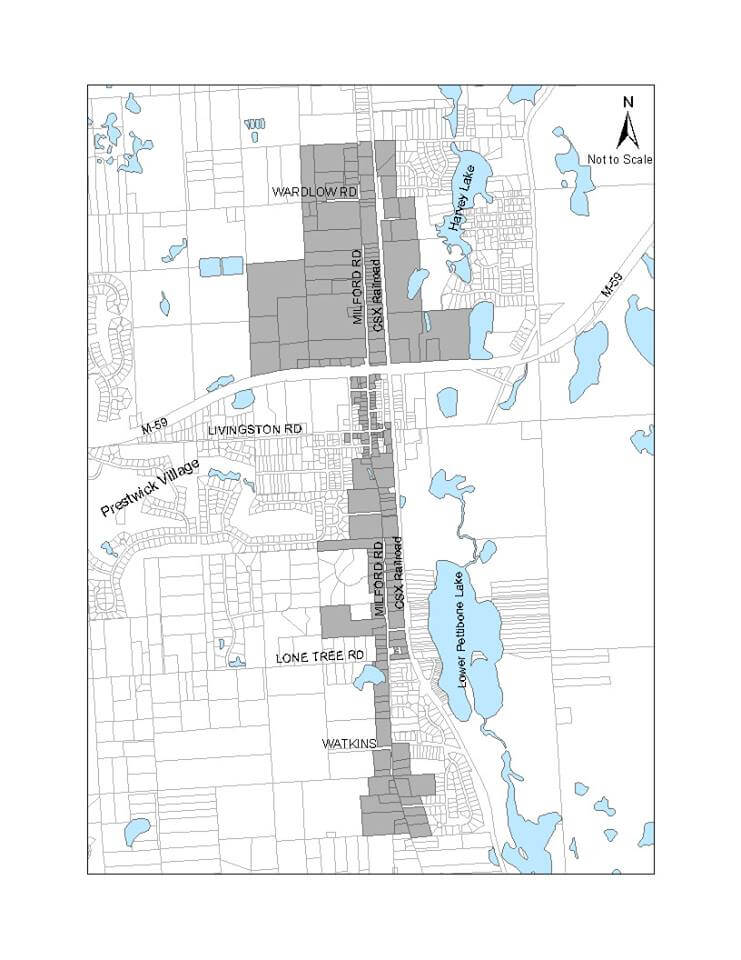 N
Not to Scale
WARDLOW RD
Harvey Lake
MILFORD RD
CSX Railroad
M-59
M-59
LIVINGSTON RD
Prestwick Village
MILFORD RD
CSX Railroad
Lower Pettibone Lake
LONE TREE RD
WATKINS